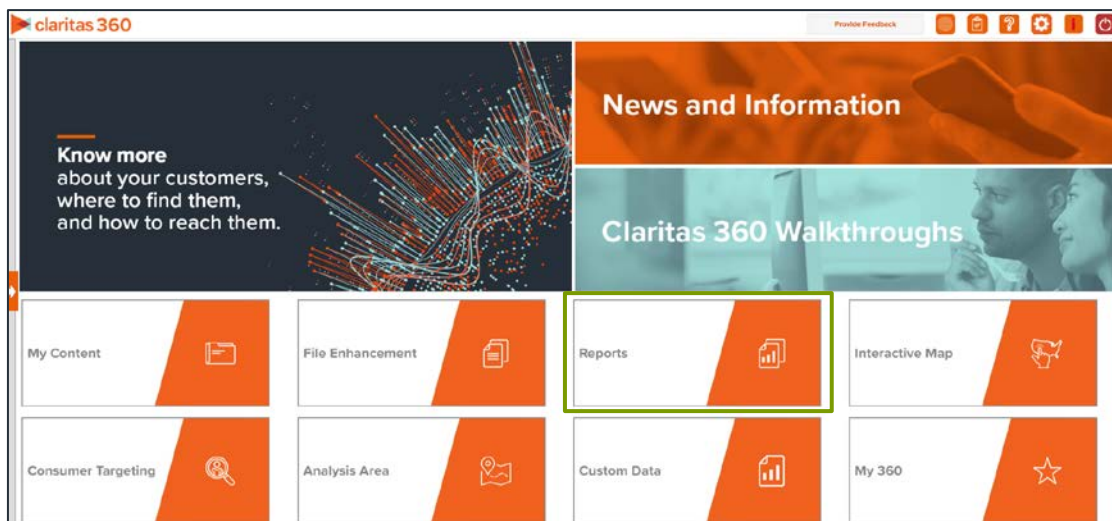 claritas 360
Provide Feedback
Know more
about your customers,
where to find them,
and how to reach them.
News and Information
Claritas 360 Walkthroughs
My Content
File Enhancement
Reports
Interactive Map
Consumer Targeting
Analysis Area
Custom Data
My 360